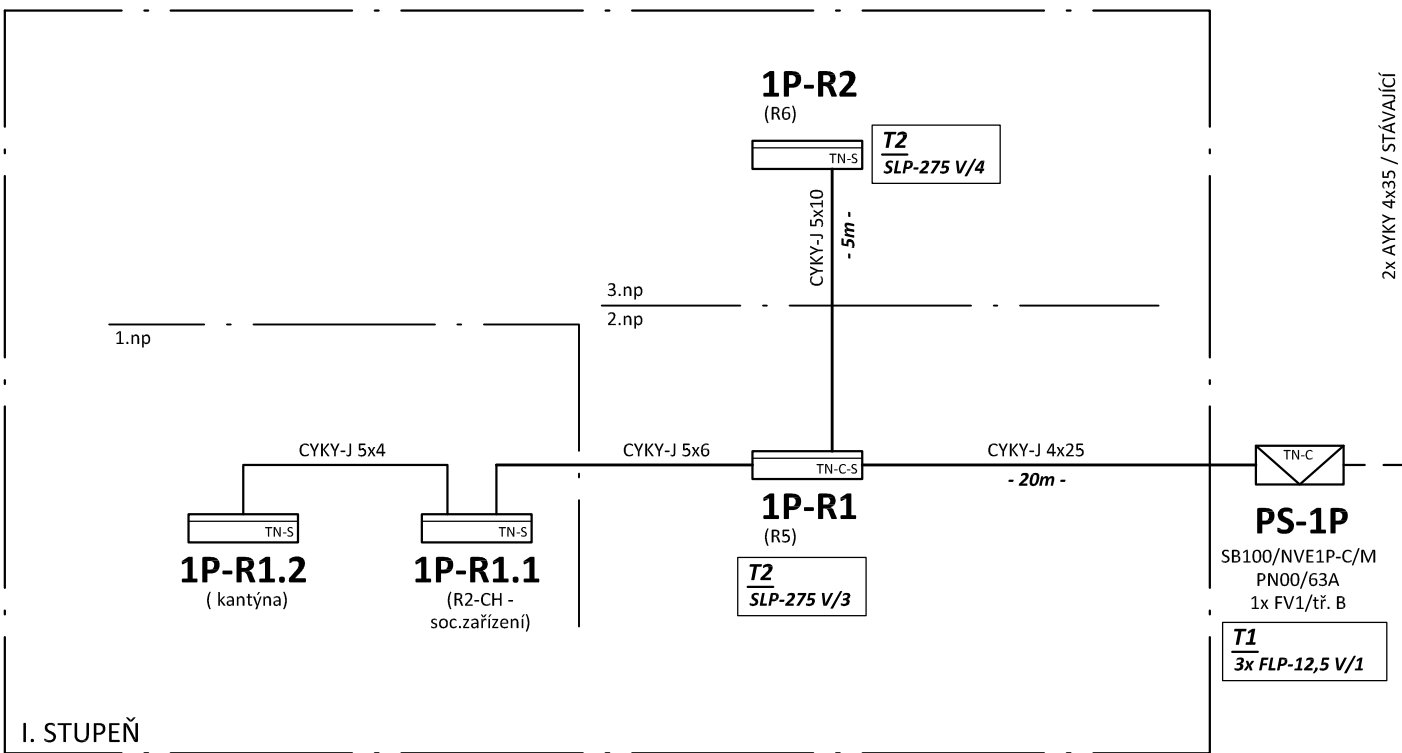 1P-R2
(R6)
TN-S
T2
SLP-275 V/4
CYKY-J 5x10
- 5m -
2x AYKY 4x35 / STÁVAJÍCÍ
3.np
2.np
1.np
CYKY-J 5x4
CYKY-J 5x6
CYKY-J 4x25
- 20m -
TN-C-S
TN-C
TN-S
TN-S
1P-R1.2
( kantýna)
1P-R1.1
(R2-CH -
soc.zařízení)
1P-R1
(R5)
T2
SLP-275 V/3
PS-1P
SB100/NVE1P-C/M
PN00/63A
1x FV1/tř. B
T1
3x FLP-12,5 V/1
I. STUPEŇ